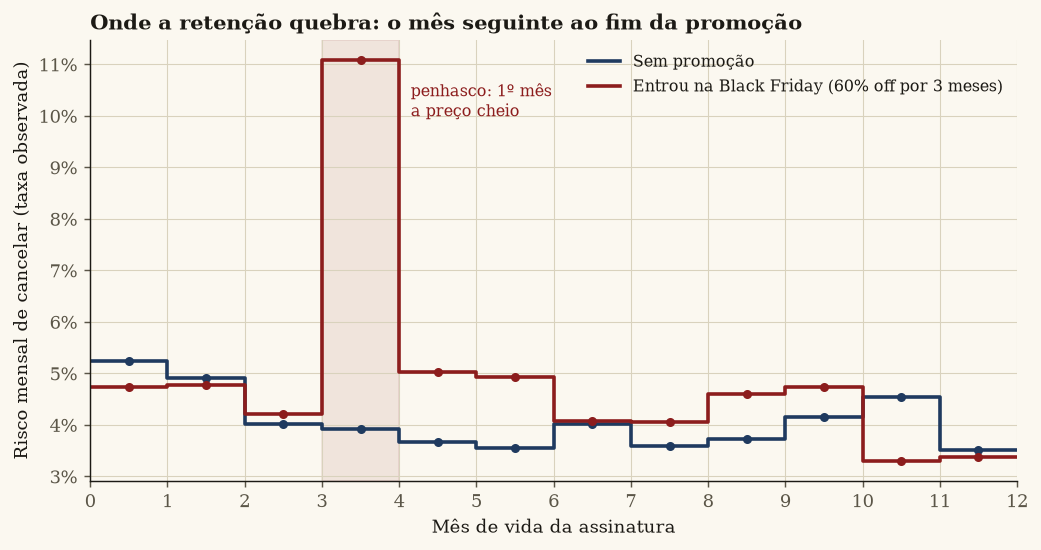 Onde a retenção quebra: o mês seguinte ao fim da promoção
Risco mensal de cancelar (taxa observada)
11%
10%
9%
8%
7%
6%
5%
4%
3%
Sem promoção
Entrou na Black Friday (60% off por 3 meses)
penhasco: 1º mês
a preço cheio
0 1 2 3 4 5 6 7 8 9 10 11 12
Mês de vida da assinatura